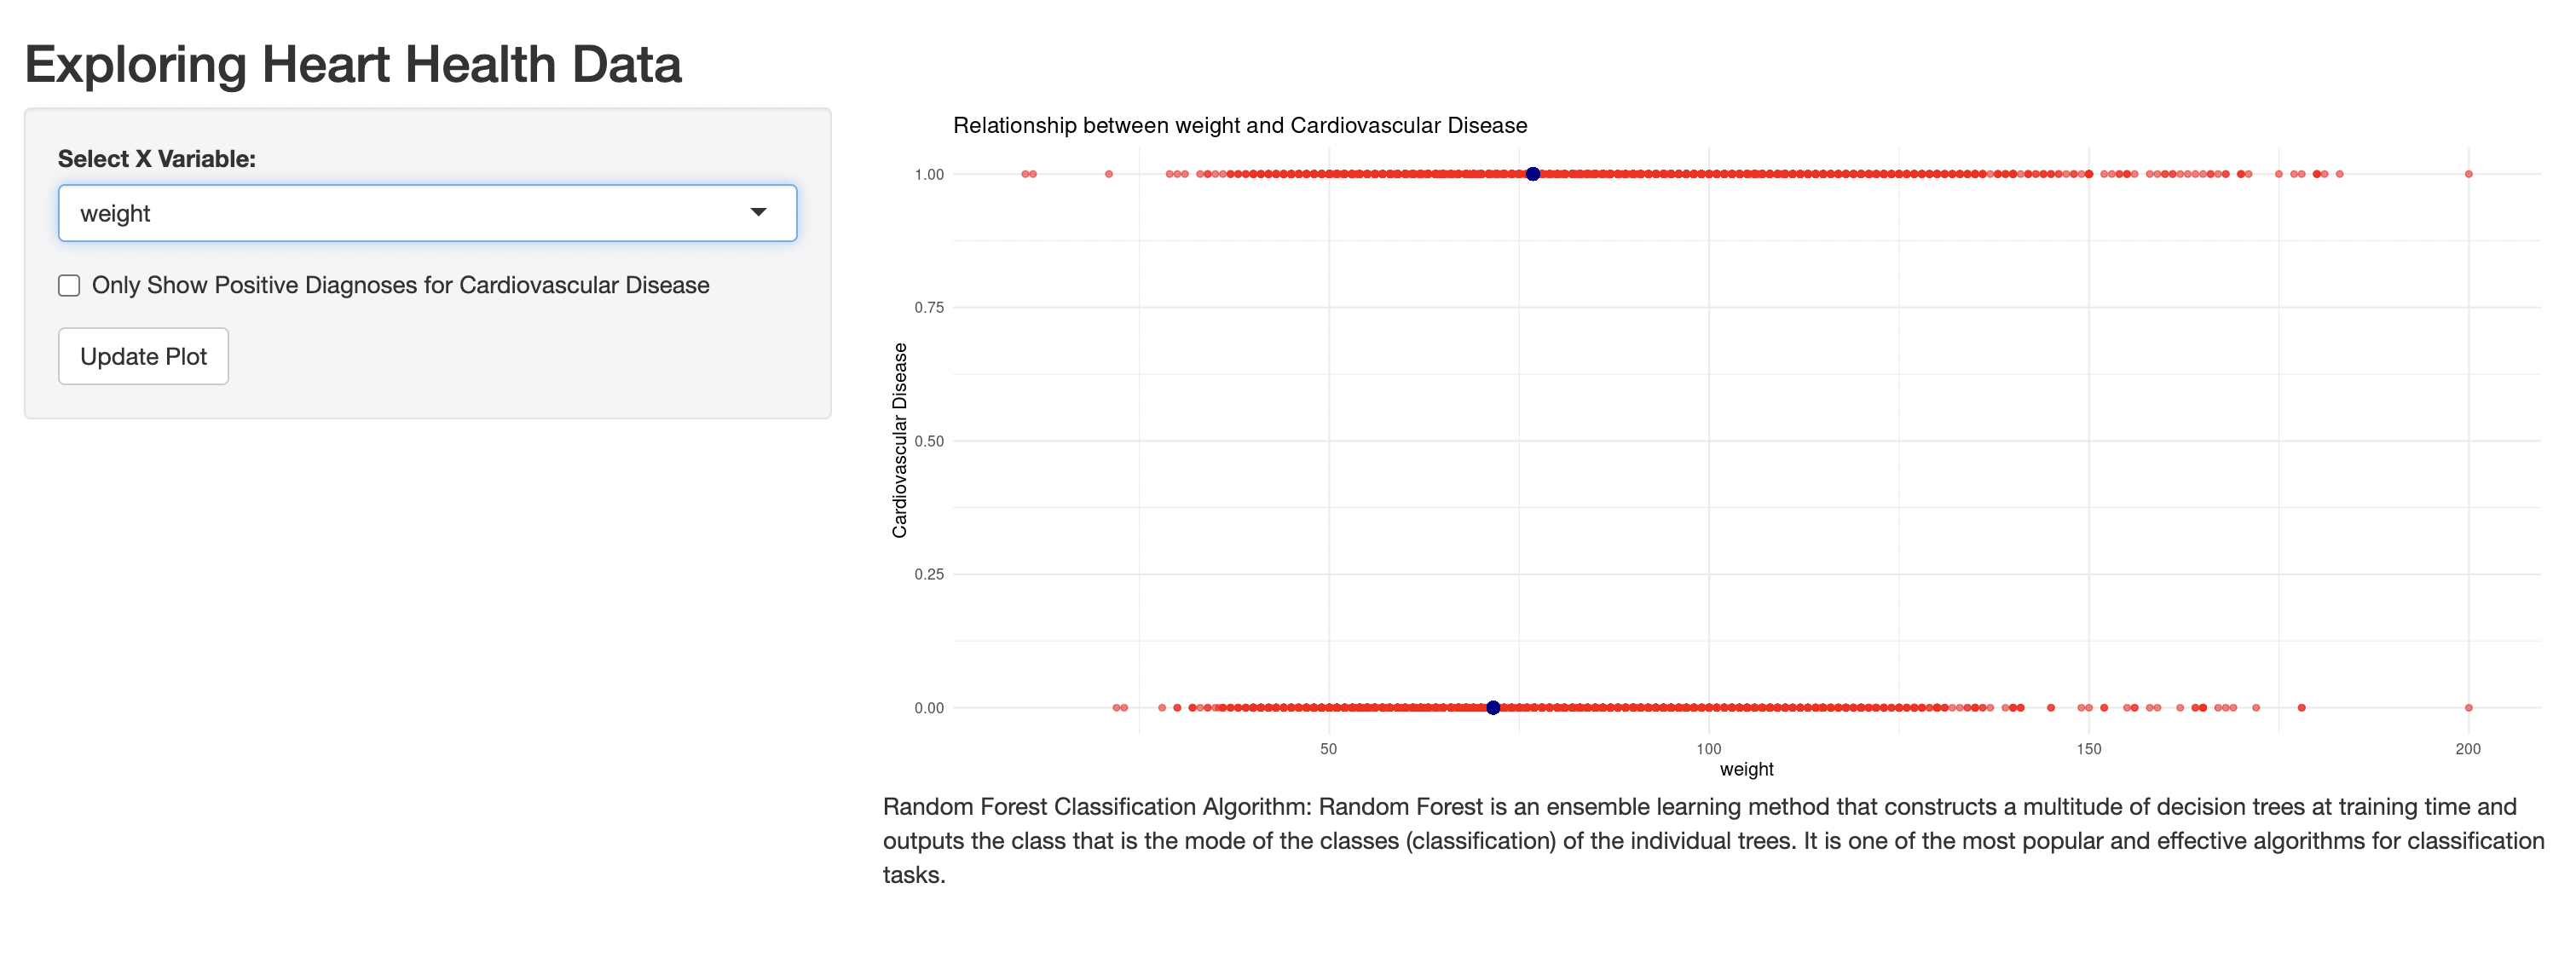 Exploring Heart Health Data
Select X Variable:
weight
Only Show Positive Diagnoses for Cardiovascular Disease
Update Plot
Relationship between weight and Cardiovascular Disease
1.00
0.75
0.50
0.25
0.00
Cardiovascular Disease
50 100 150 200
weight
Random Forest Classification Algorithm: Random Forest is an ensemble learning method that constructs a multitude of decision trees at training time and
outputs the class that is the mode of the classes (classification) of the individual trees. It is one of the most popular and effective algorithms for classification
tasks.